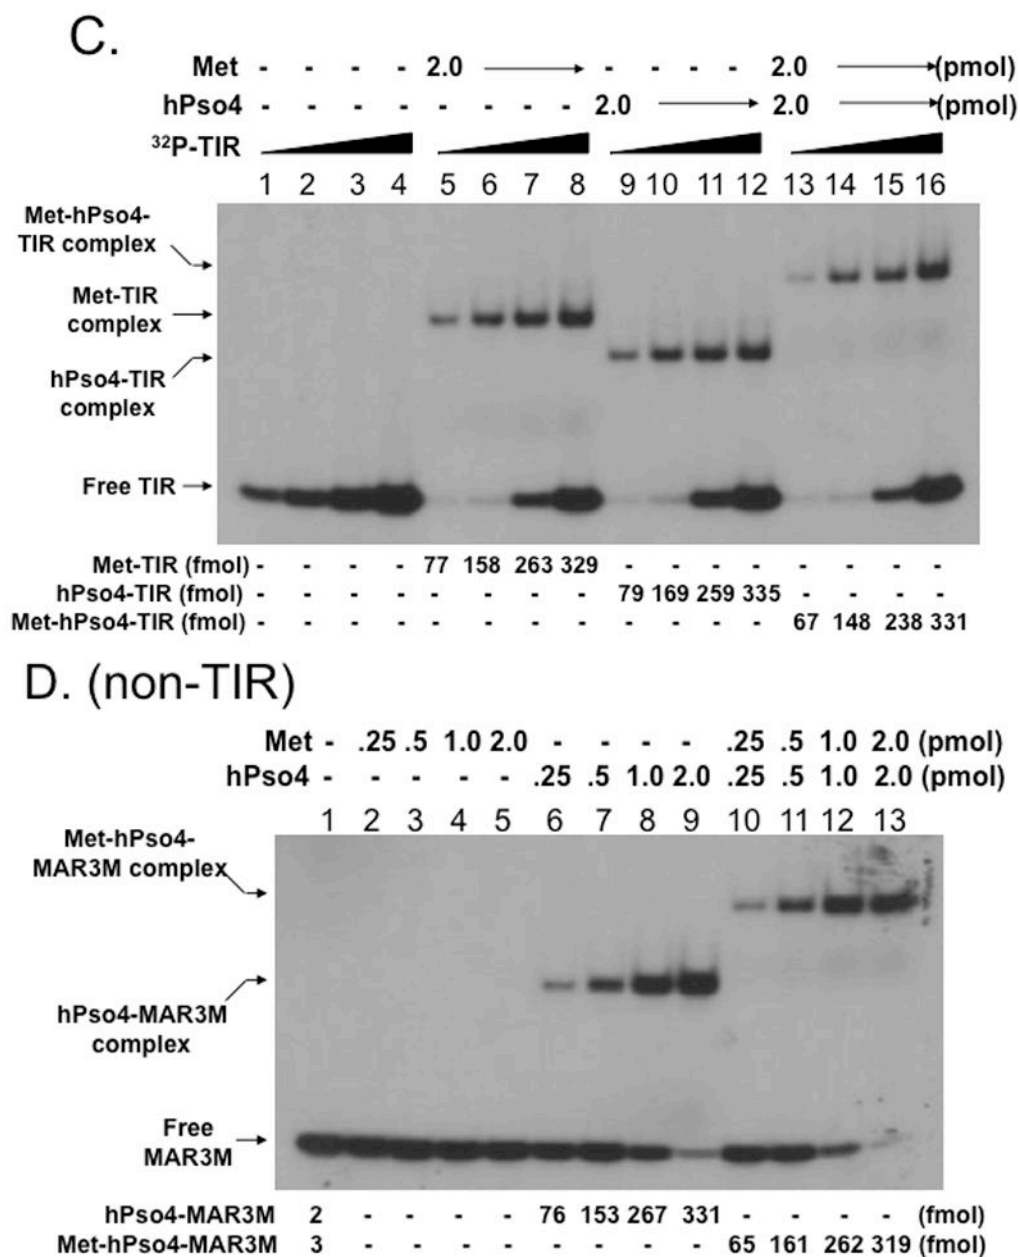 C.
Met - - - - 2.0 - - - - 2.0 (pmol)
hPso4 - - - - - - - - 2.0 2.0 (pmol)
32P-TIR
1 2 3 4 5 6 7 8 9 10 11 12 13 14 15 16
Met-hPso4-
TIR complex
Met-TIR
complex
hPso4-TIR
complex
Free TIR
Met-TIR (fmol) - - - - 77 158 263 329 - - - - - - - -
hPso4-TIR (fmol) - - - - - - - - 79 169 259 335 - - - -
Met-hPso4-TIR (fmol) - - - - - - - - - - - - 67 148 238 331
D. (non-TIR)
Met - .25 .5 1.0 2.0 - - - - .25 .5 1.0 2.0 (pmol)
hPso4 - - - - - .25 .5 1.0 2.0 .25 .5 1.0 2.0 (pmol)
1 2 3 4 5 6 7 8 9 10 11 12 13
Met-hPso4-
MAR3M complex
hPso4-MAR3M
complex
Free
MAR3M
hPso4-MAR3M 2 - - - - 76 153 267 331 - - - - (fmol)
Met-hPso4-MAR3M 3 - - - - - - - - 65 161 262 319 (fmol)